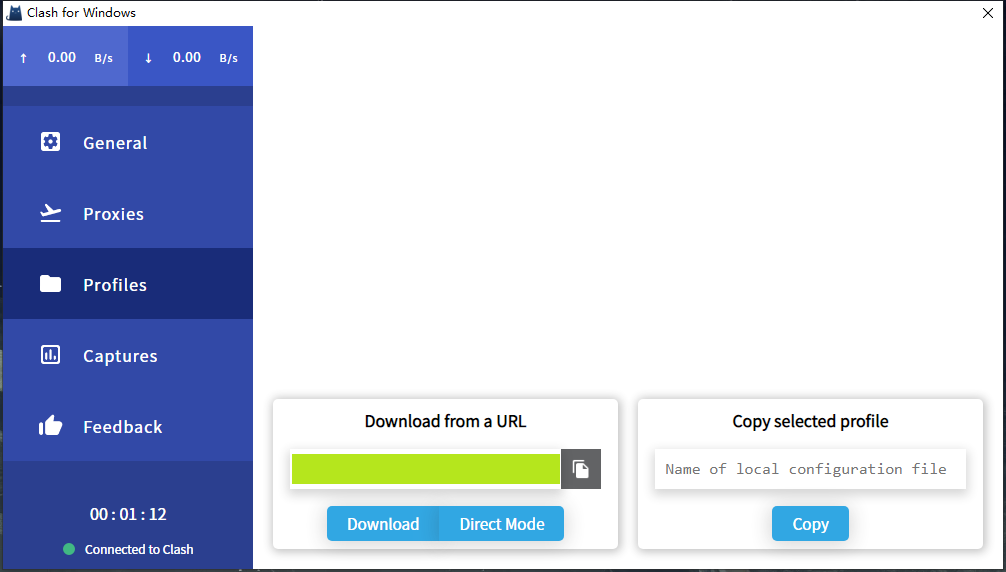 Clash for Windows
↑ 0.00 B/s ↓ 0.00 B/s
General
Proxies
Profiles
Captures
Feedback
00 : 01 : 12
Connected to Clash
Download from a URL
Download Direct Mode
Copy selected profile
Name of local configuration file
Copy